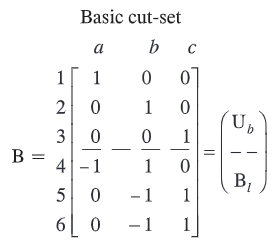 Basic cut-set
a b c
1 1 0 0
2 0 1 0
3 0 0 1
B = 4 -1 1 0 = (U_b -- B_l)
5 0 -1 1
6 0 -1 1